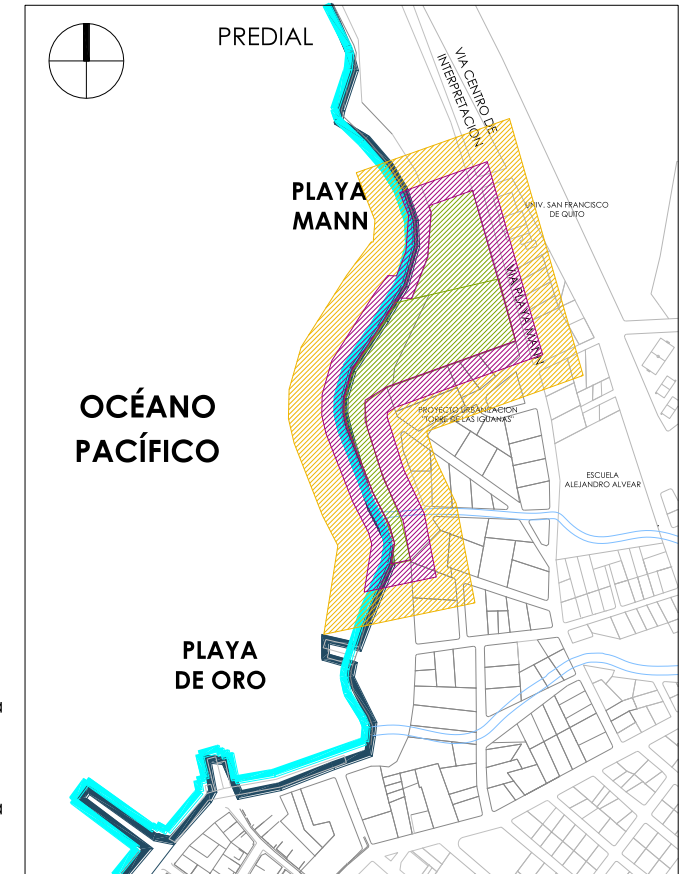 PREDIAL
VIA CENTRO DE
INTERPRETACION
PLAYA
MANN
UNIV. SAN FRANCISCO
DE QUITO
VIA PLAYA MANN
OCÉANO
PACÍFICO
PROYECTO URBANIZACION
"TORRE DE LAS IGUANAS"
ESCUELA
ALEJANDRO ALVEAR
PLAYA
DE ORO